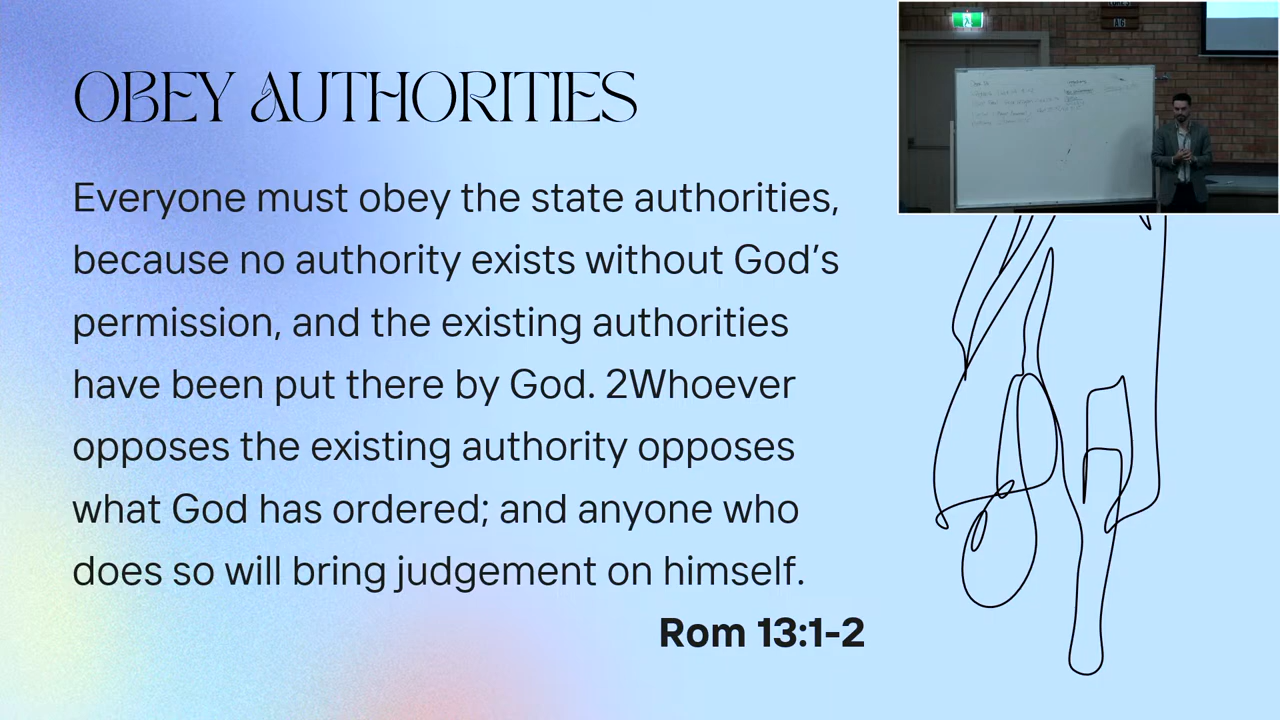 OBEY AUTHORITIES
Everyone must obey the state authorities,
because no authority exists without God’s
permission, and the existing authorities
have been put there by God. 2Whoever
opposes the existing authority opposes
what God has ordered; and anyone who
does so will bring judgement on himself.
Rom 13:1-2